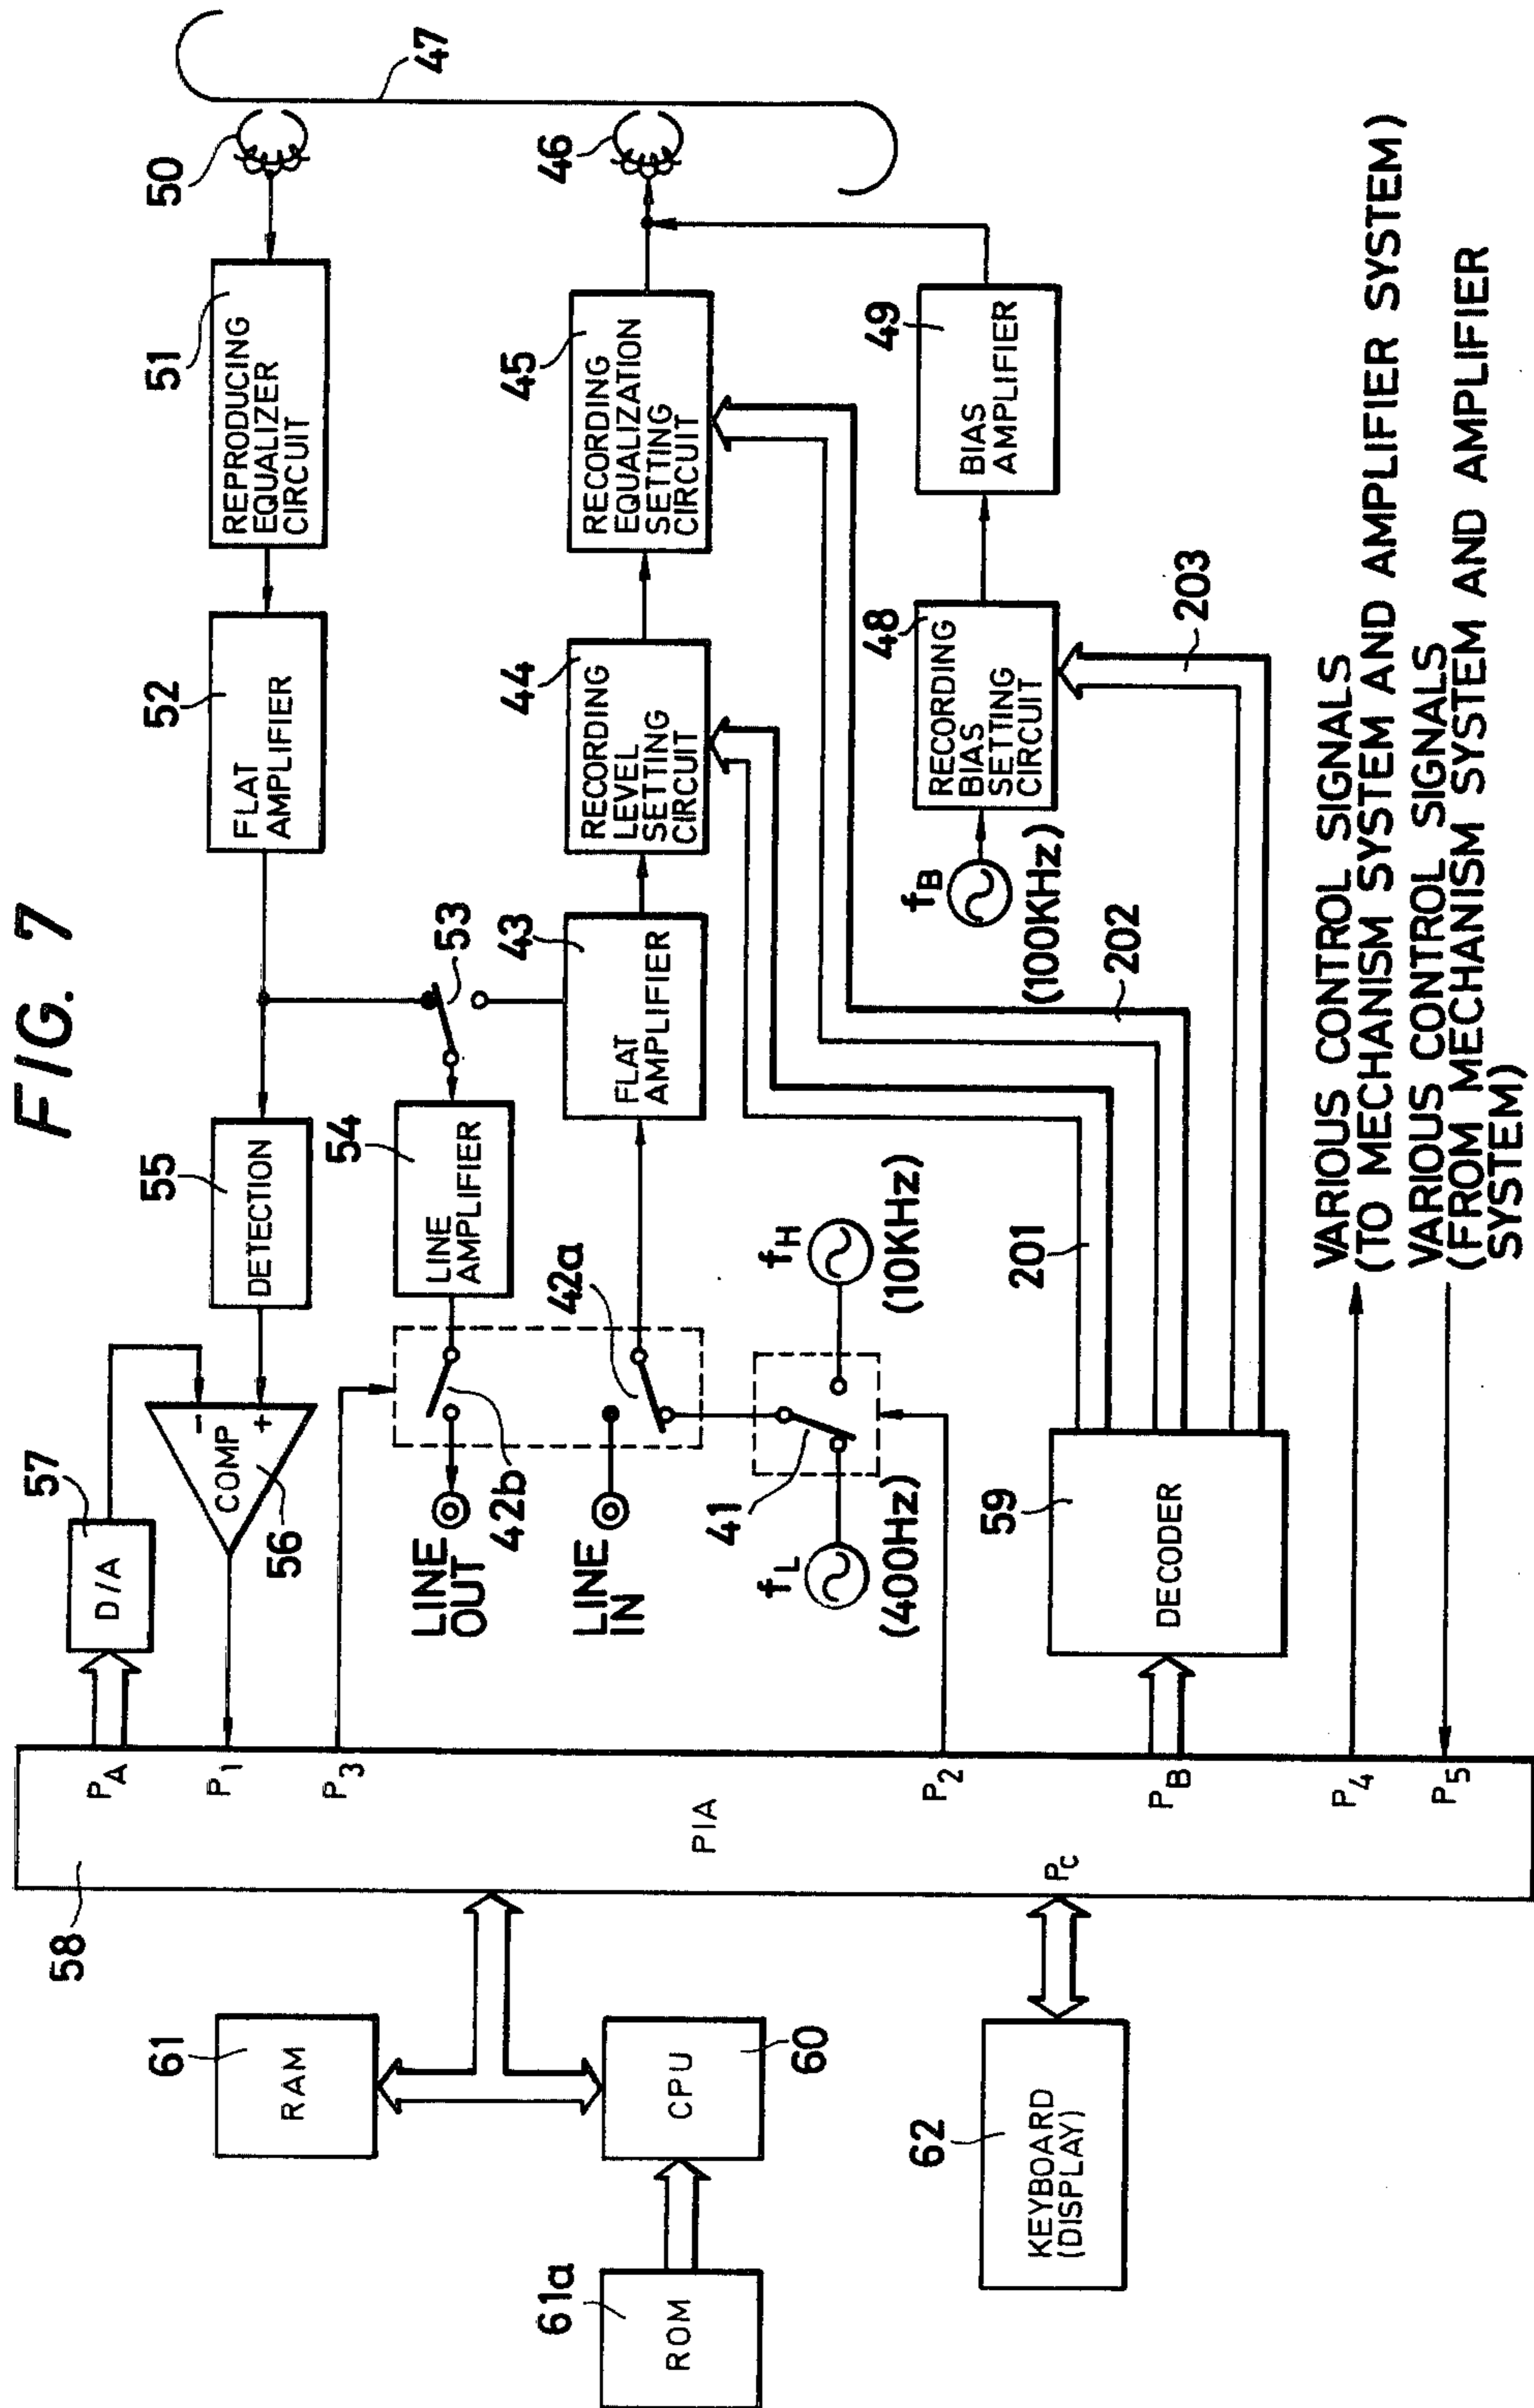 FIG. 7
47
50
51
REPRODUCING
EQUALIZER
CIRCUIT
52
FLAT
AMPLIFIER
55
DETECTION
57
D/A
COMP
-
+
56
53
54
LINE
AMPLIFIER
46
45
RECORDING
EQUALIZATION
SETTING
CIRCUIT
44
RECORDING
LEVEL
SETTING
CIRCUIT
43
FLAT
AMPLIFIER
42a
42b
LINE
OUT
LINE
IN
41
fL
(400Hz)
fH
(10KHz)
49
BIAS
AMPLIFIER
48
RECORDING
BIAS
SETTING
CIRCUIT
fB
(100KHz)
201
202
203
59
DECODER
58
PIA
PA
P1
P3
P2
PB
P4
P5
PC
61
RAM
60
CPU
61a
ROM
62
KEYBOARD
(DISPLAY)
VARIOUS CONTROL SIGNALS
(TO MECHANISM SYSTEM AND AMPLIFIER SYSTEM)
VARIOUS CONTROL SIGNALS
(FROM MECHANISM SYSTEM AND AMPLIFIER
SYSTEM)